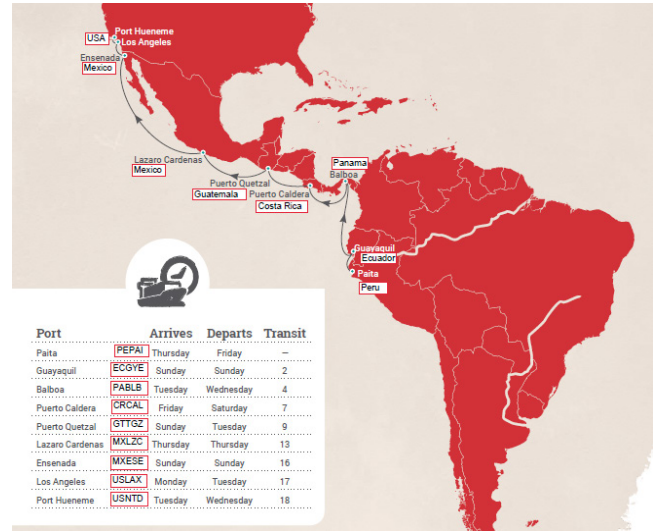 Port Hueneme
USA
Los Angeles
Ensenada
Mexico
Lazaro Cardenas
Mexico
Puerto Quetzal
Guatemala
Puerto Caldera
Costa Rica
Panama
Balboa
Guayaquil
Ecuador
Paita
Peru
Port Arrives Departs Transit
Paita PEPAI Thursday Friday –
Guayaquil ECGYE Sunday Sunday 2
Balboa PABLB Tuesday Wednesday 4
Puerto Caldera CRCAL Friday Saturday 7
Puerto Quetzal GTTGZ Sunday Tuesday 9
Lazaro Cardenas MXLZC Thursday Thursday 13
Ensenada MXESE Sunday Sunday 16
Los Angeles USLAX Monday Tuesday 17
Port Hueneme USNTD Tuesday Wednesday 18